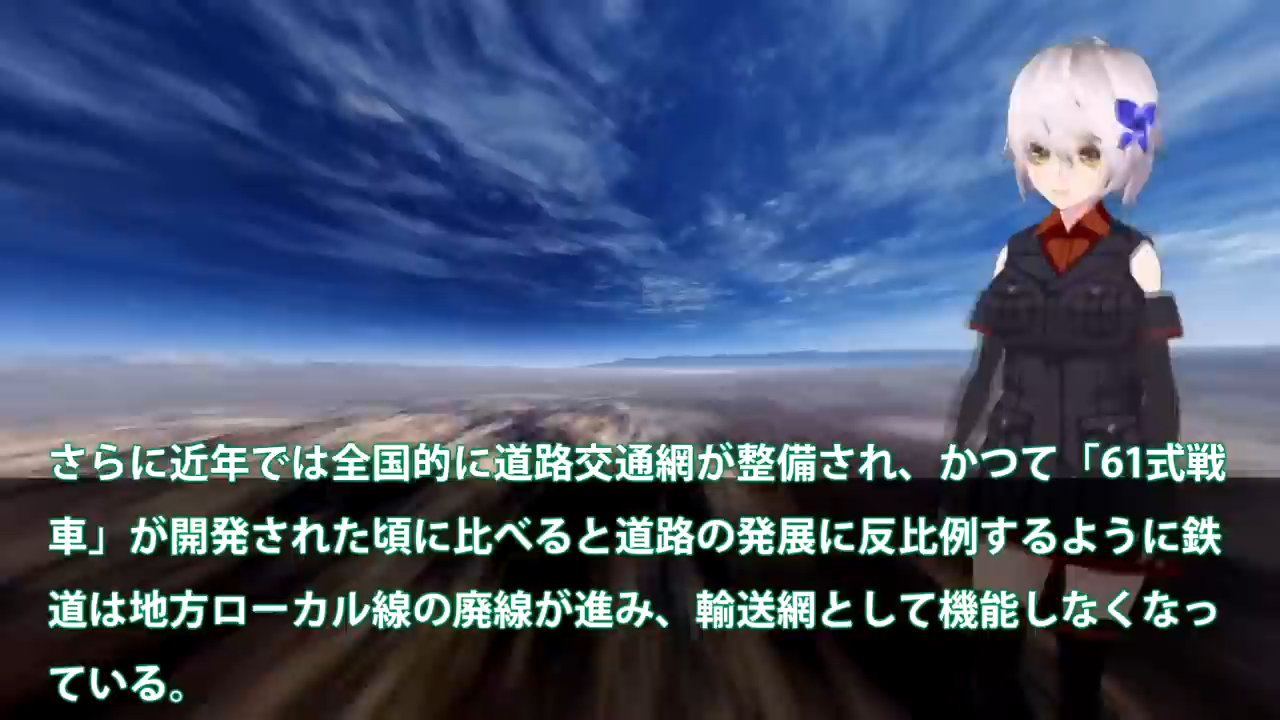 さらに近年では全国的に道路交通網が整備され、かつて「61式戦
車」が開発された頃に比べると道路の発展に反比例するように鉄
道は地方ローカル線の廃線が進み、輸送網として機能しなくなっ
ている。